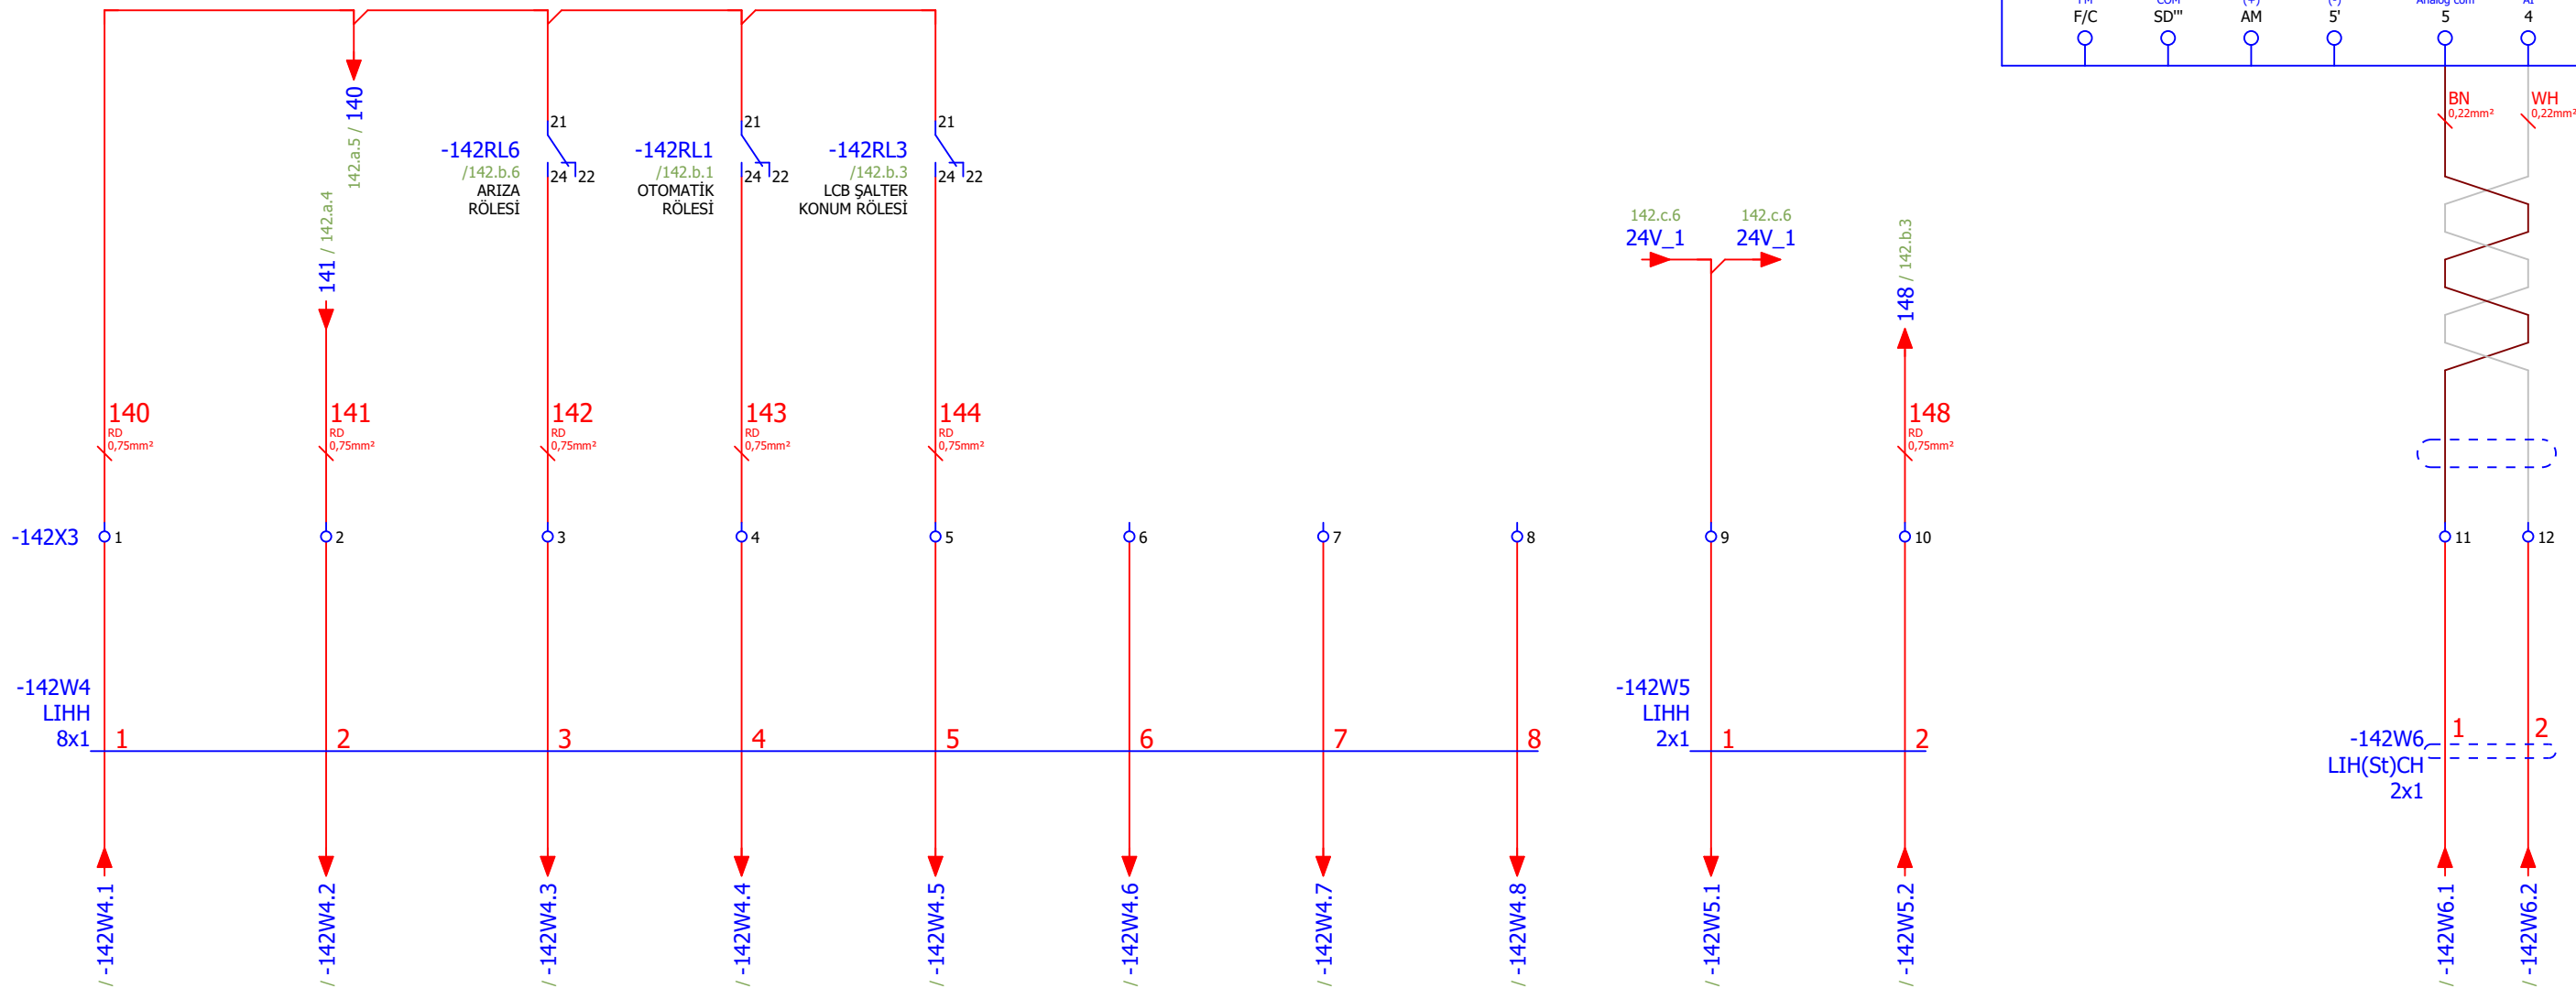 FM COM (+) (-) Analog com AI
F/C SD''' AM 5' 5 4
BN
0,22mm²
WH
0,22mm²
142.a.5 / 140
141 / 142.a.4
21
-142RL6
/142.b.6
ARIZA
RÖLESİ
24 22
21
-142RL1
/142.b.1
OTOMATİK
RÖLESİ
24 22
21
-142RL3
/142.b.3
LCB ŞALTER
KONUM RÖLESİ
24 22
142.c.6
24V_1
142.c.6
24V_1
148 / 142.b.3
140
RD
0,75mm²
141
RD
0,75mm²
142
RD
0,75mm²
143
RD
0,75mm²
144
RD
0,75mm²
148
RD
0,75mm²
-142X3 1 2 3 4 5 6 7 8 9 10 11 12
-142W4
LIHH
8x1 1 2 3 4 5 6 7 8
-142W5
LIHH
2x1 1 2
-142W6 1 2
LIH(St)CH
2x1
/ -142W4.1
/ -142W4.2
/ -142W4.3
/ -142W4.4
/ -142W4.5
/ -142W4.6
/ -142W4.7
/ -142W4.8
/ -142W5.1
/ -142W5.2
/ -142W6.1
/ -142W6.2